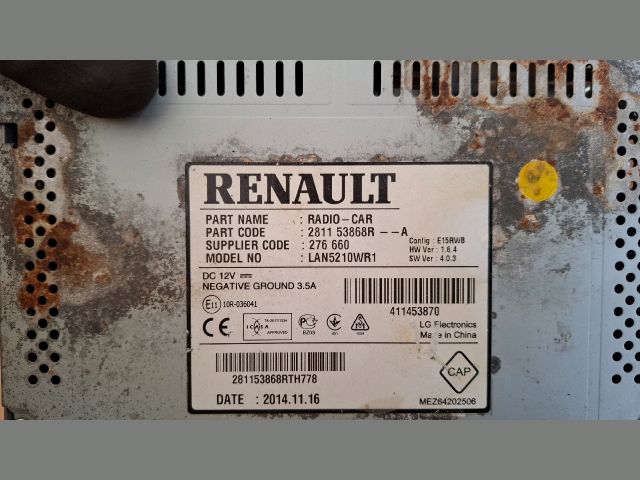 RENAULT
PART NAME : RADIO-CAR
PART CODE : 2811 53868R --A
SUPPLIER CODE : 276 660
MODEL NO : LAN5210WR1
Config : E15RWB
HW Ver : 1.6.4
SW Ver : 4.0.3
DC 12V
NEGATIVE GROUND 3.5A
E11 10R-036041
411453870
LG Electronics
Made in China
CE ICASA
281153868RTH778
CAP
DATE : 2014.11.16
MEZ64202506